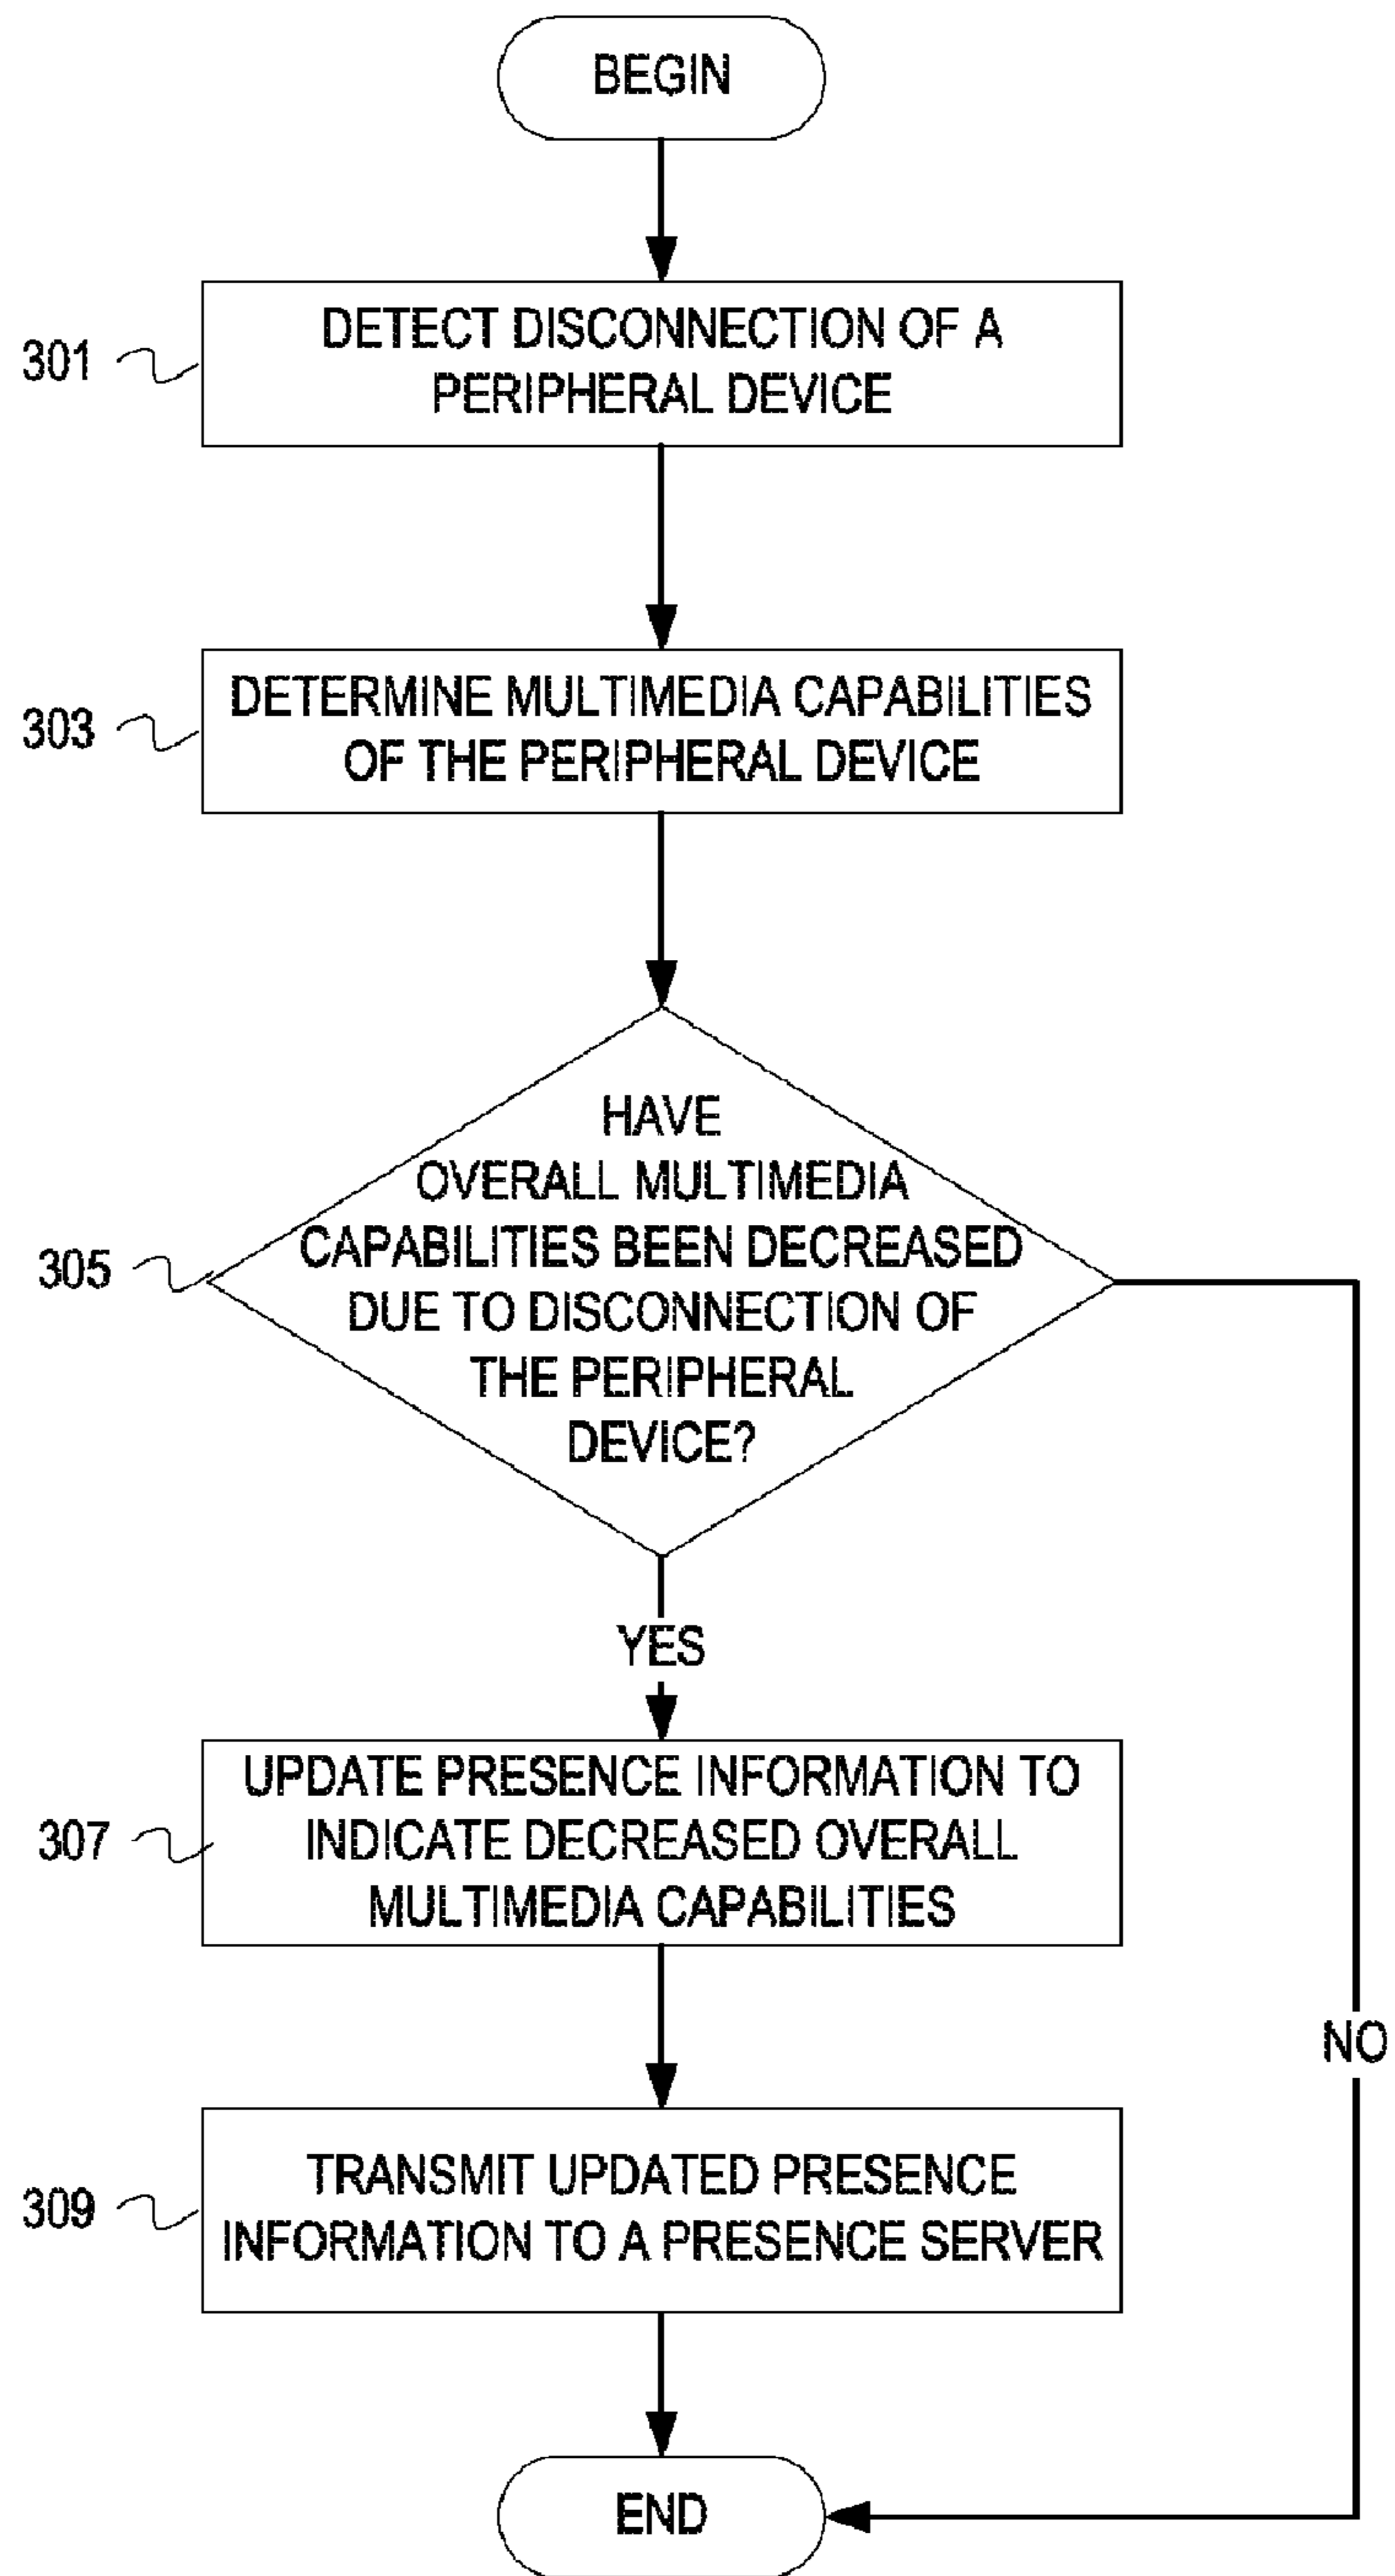 BEGIN
301
DETECT DISCONNECTION OF A
PERIPHERAL DEVICE
303
DETERMINE MULTIMEDIA CAPABILITIES
OF THE PERIPHERAL DEVICE
305
HAVE
OVERALL MULTIMEDIA
CAPABILITIES BEEN DECREASED
DUE TO DISCONNECTION OF
THE PERIPHERAL
DEVICE?
YES
307
UPDATE PRESENCE INFORMATION TO
INDICATE DECREASED OVERALL
MULTIMEDIA CAPABILITIES
NO
309
TRANSMIT UPDATED PRESENCE
INFORMATION TO A PRESENCE SERVER
END